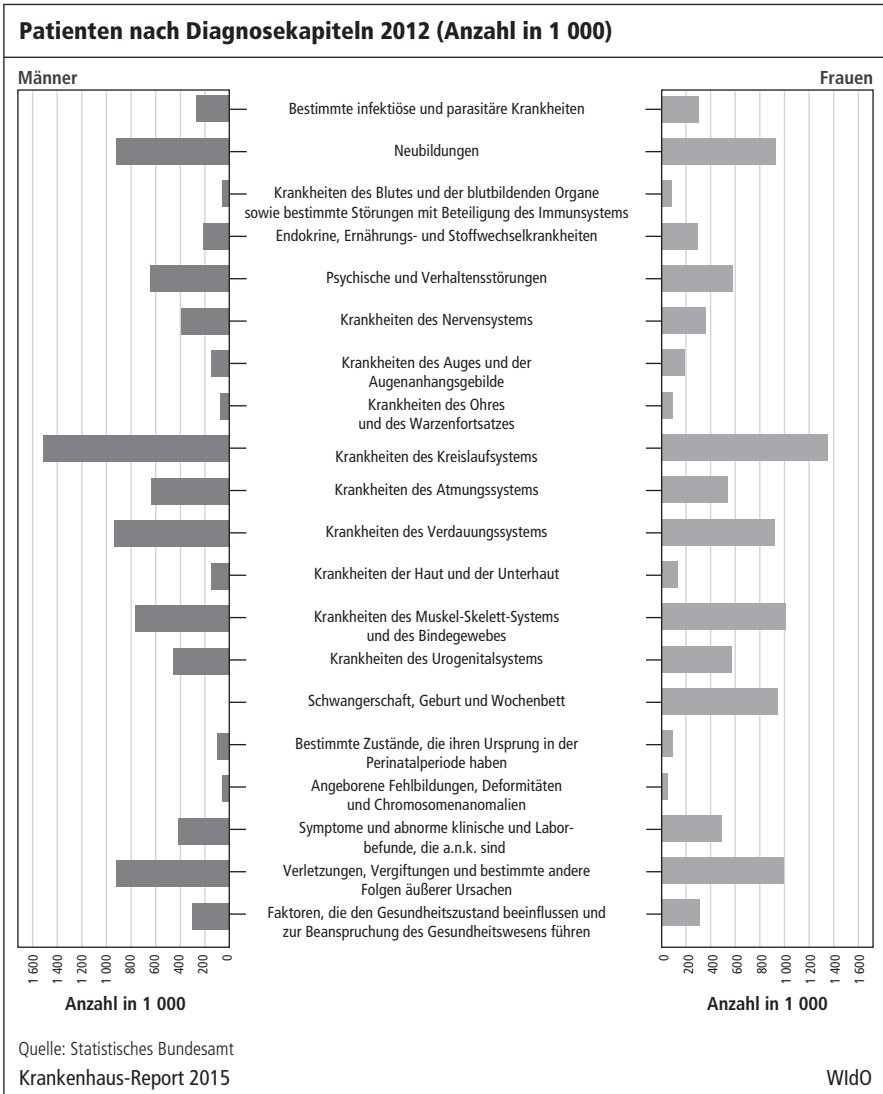 Patienten nach Diagnosekapiteln 2012 (Anzahl in 1 000)
Männer
Frauen
Bestimmte infektiöse und parasitäre Krankheiten
Neubildungen
Krankheiten des Blutes und der blutbildenden Organe
sowie bestimmte Störungen mit Beteiligung des Immunsystems
Endokrine, Ernährungs- und Stoffwechselkrankheiten
Psychische und Verhaltensstörungen
Krankheiten des Nervensystems
Krankheiten des Auges und der
Augenanhangsgebilde
Krankheiten des Ohres
und des Warzenfortsatzes
Krankheiten des Kreislaufsystems
Krankheiten des Atmungssystems
Krankheiten des Verdauungssystems
Krankheiten der Haut und der Unterhaut
Krankheiten des Muskel-Skelett-Systems
und des Bindegewebes
Krankheiten des Urogenitalsystems
Schwangerschaft, Geburt und Wochenbett
Bestimmte Zustände, die ihren Ursprung in der
Perinatalperiode haben
Angeborene Fehlbildungen, Deformitäten
und Chromosomenanomalien
Symptome und abnorme klinische und Labor-
befunde, die a.n.k. sind
Verletzungen, Vergiftungen und bestimmte andere
Folgen äußerer Ursachen
Faktoren, die den Gesundheitszustand beeinflussen und
zur Beanspruchung des Gesundheitswesens führen
1 600
1 400
1 200
1 000
800
600
400
200
0
0
200
400
600
800
1 000
1 200
1 400
1 600
Anzahl in 1 000
Anzahl in 1 000
Quelle: Statistisches Bundesamt
Krankenhaus-Report 2015
WIdO